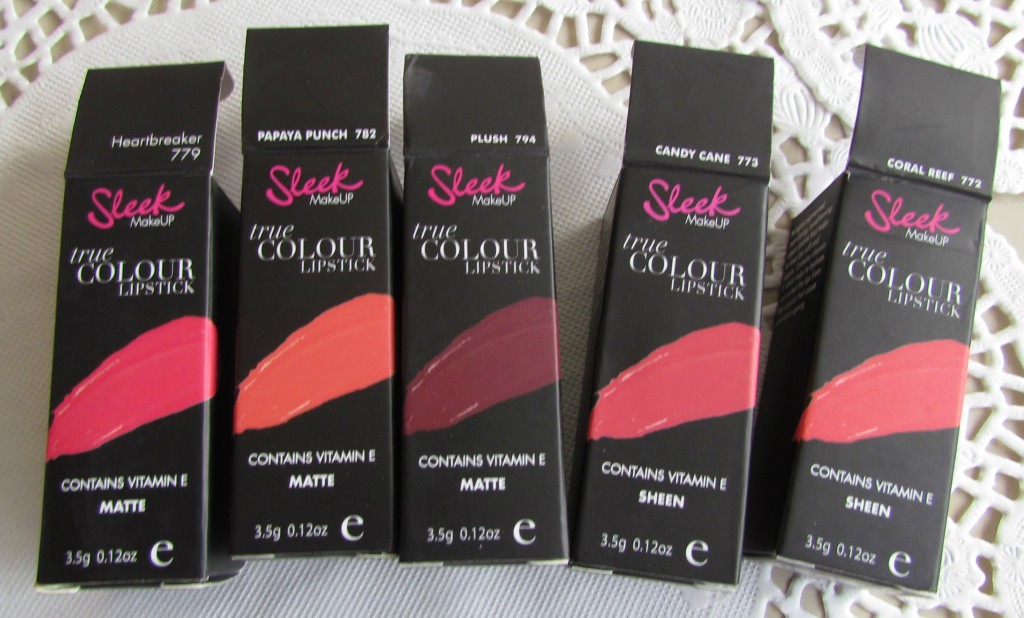 Heartbreaker
779
Sleek
MakeUP
true
COLOUR
LIPSTICK
CONTAINS VITAMIN E
MATTE
3.5g 0.12oz e
PAPAYA PUNCH 782
Sleek
MakeUP
true
COLOUR
LIPSTICK
CONTAINS VITAMIN E
MATTE
3.5g 0.12oz e
PLUSH 794
Sleek
MakeUP
true
COLOUR
LIPSTICK
CONTAINS VITAMIN E
MATTE
3.5g 0.12oz e
CANDY CANE 773
Sleek
MakeUP
true
COLOUR
LIPSTICK
CONTAINS VITAMIN E
SHEEN
3.5g 0.12oz e
CORAL REEF 772
Sleek
MakeUP
true
COLOUR
LIPSTICK
CONTAINS VITAMIN E
SHEEN
3.5g 0.12oz e